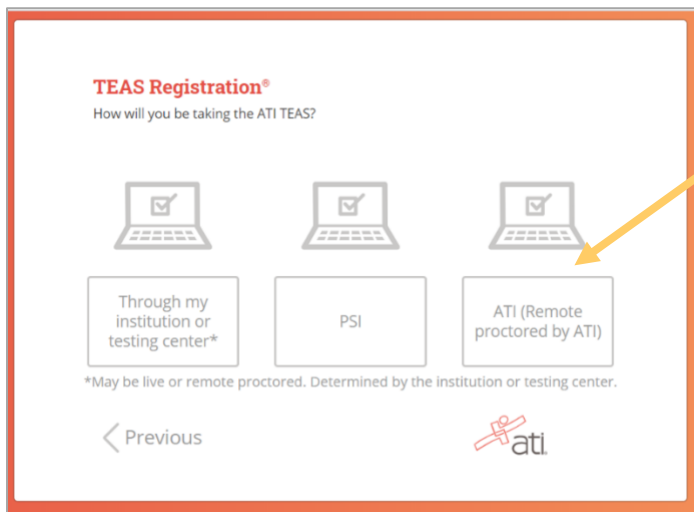 TEAS Registration®
How will you be taking the ATI TEAS?
Through my
institution or
testing center*
PSI
ATI (Remote
proctored by ATI)
*May be live or remote proctored. Determined by the institution or testing center.
Previous
ati